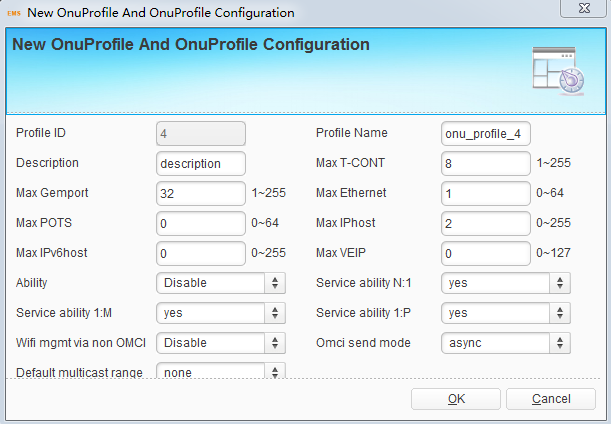 EMS New OnuProfile And OnuProfile Configuration
New OnuProfile And OnuProfile Configuration
Profile ID 4 Profile Name onu_profile_4
Description description Max T-CONT 8 1~255
Max Gemport 32 1~255 Max Ethernet 1 0~64
Max POTS 0 0~64 Max IPhost 2 0~255
Max IPv6host 0 0~255 Max VEIP 0 0~127
Ability Disable Service ability N:1 yes
Service ability 1:M yes Service ability 1:P yes
Wifi mgmt via non OMCI Disable Omci send mode async
Default multicast range none
OK Cancel